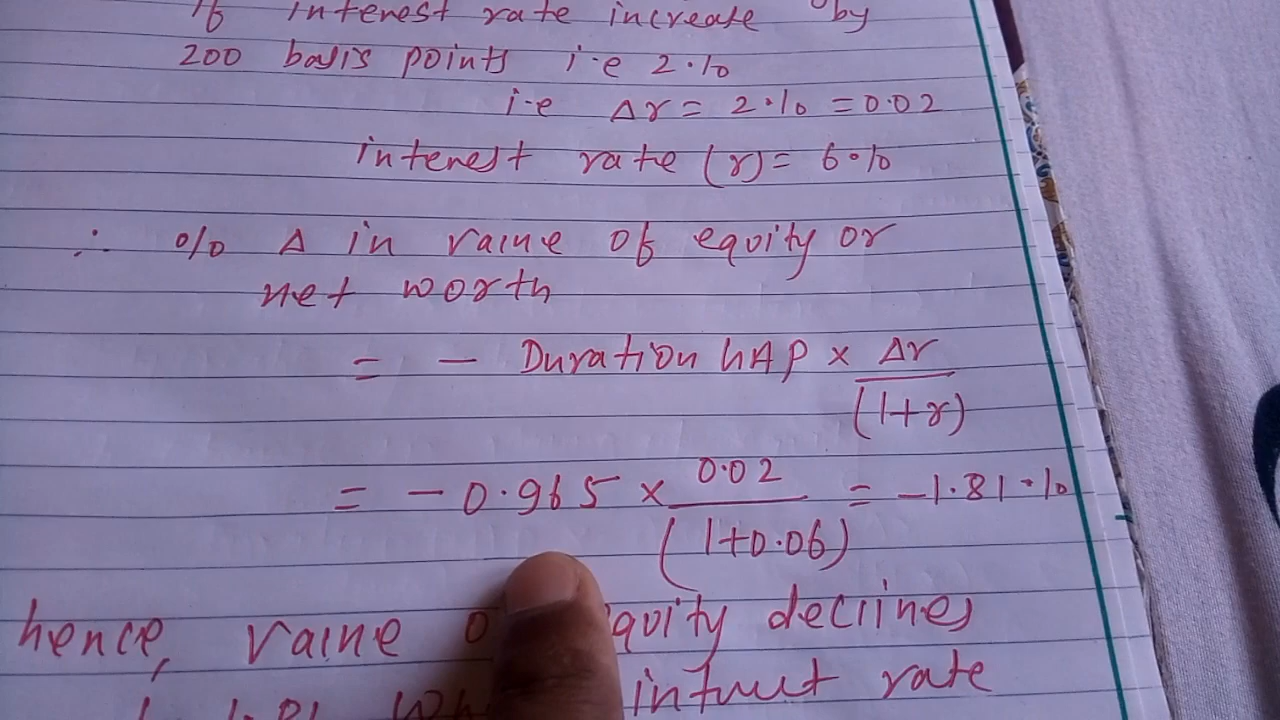 If interest rate increase by
200 basis points i.e 2%
i.e Δr = 2% = 0.02
interest rate (r) = 6%
∴ % Δ in value of equity or
net worth
= - Duration GAP × Δr/(1+r)
= - 0.965 × 0.02/(1+0.06) = -1.81%
hence, value equity declines
rate